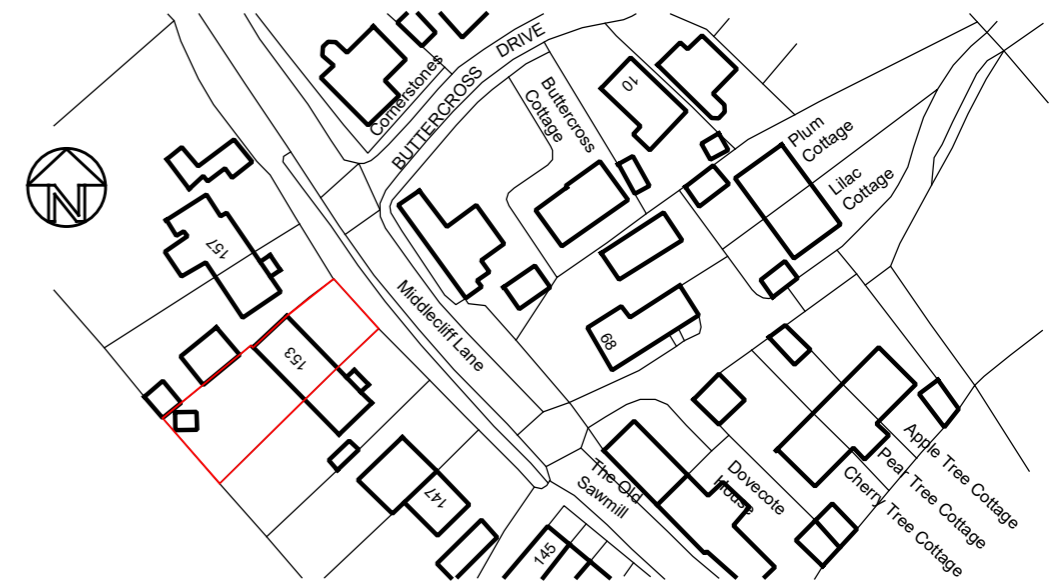 Cornerstones
BUTTERCROSS DRIVE
Buttercross
Cottage
10
Plum
Cottage
Lilac
Cottage
N
157
Middlecliff Lane
68
153
147
145
The Old
Sawmill
Dovecote
House
Apple Tree Cottage
Pear Tree Cottage
Cherry Tree Cottage